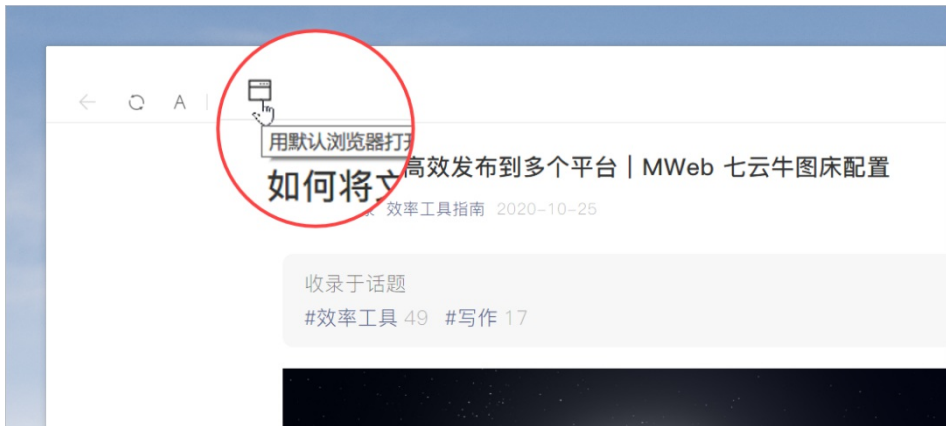 A
用默认浏览器打开
如何将文
高效发布到多个平台 | MWeb 七云牛图床配置
效率工具指南 2020-10-25
收录于话题
#效率工具 49 #写作 17